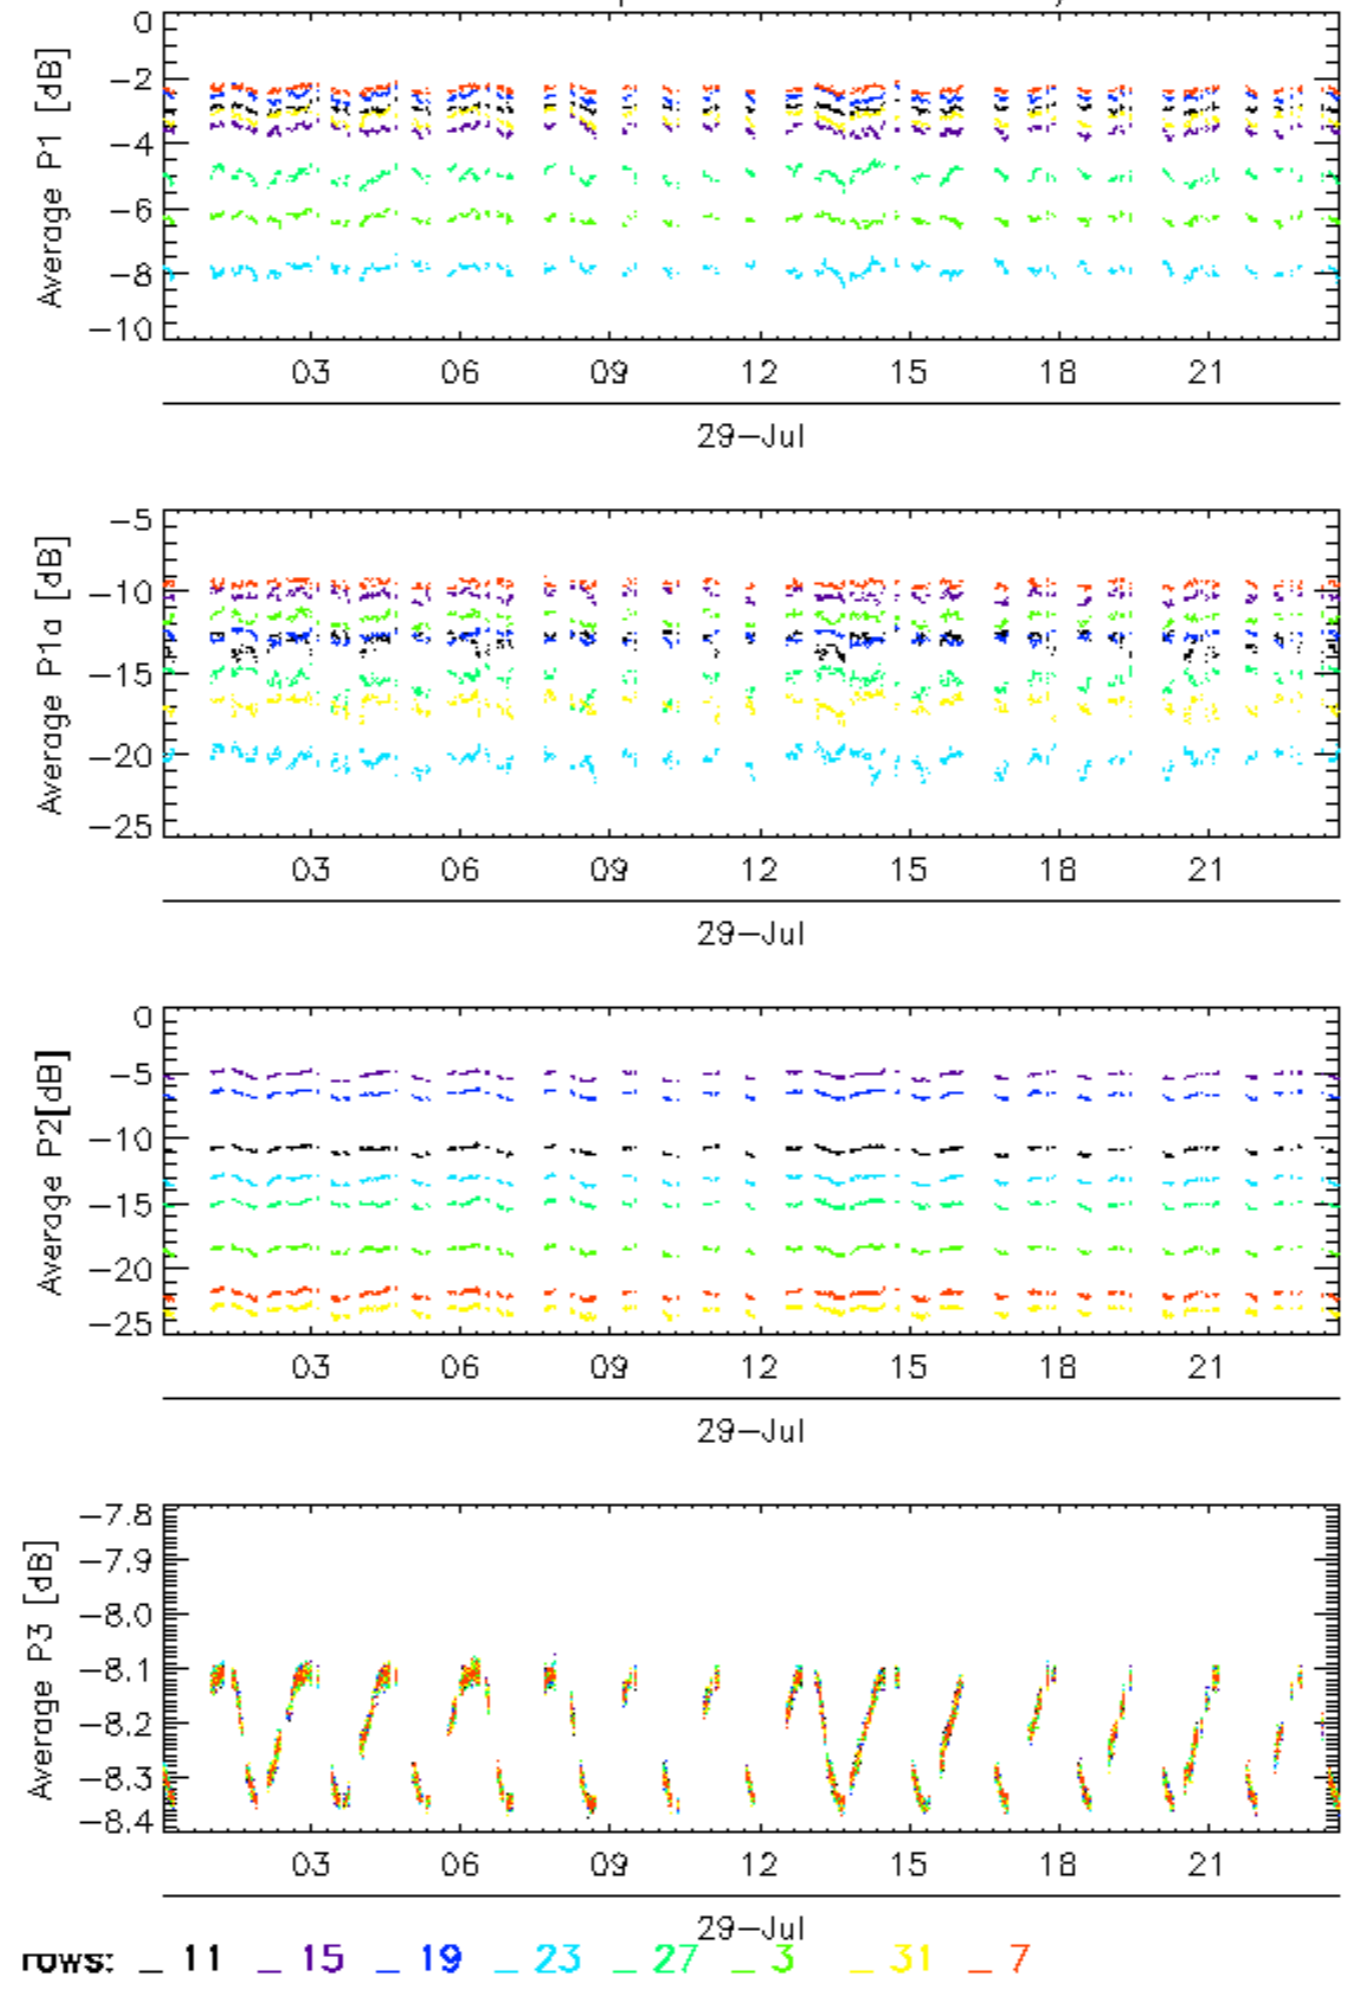 0
−2
−4
−6
−8
−10
Average P1 [dB]
03 06 09 12 15 18 21
29−Jul
−5
−10
−15
−20
−25
Average P1a [dB]
03 06 09 12 15 18 21
29−Jul
0
−5
−10
−15
−20
−25
Average P2[dB]
03 06 09 12 15 18 21
29−Jul
−7.8
−7.9
−8.0
−8.1
−8.2
−8.3
−8.4
Average P3 [dB]
03 06 09 12 15 18 21
29−Jul
rows: _ 11 _ 15 _ 19 _ 23 _ 27 _ 3 _ 31 _ 7